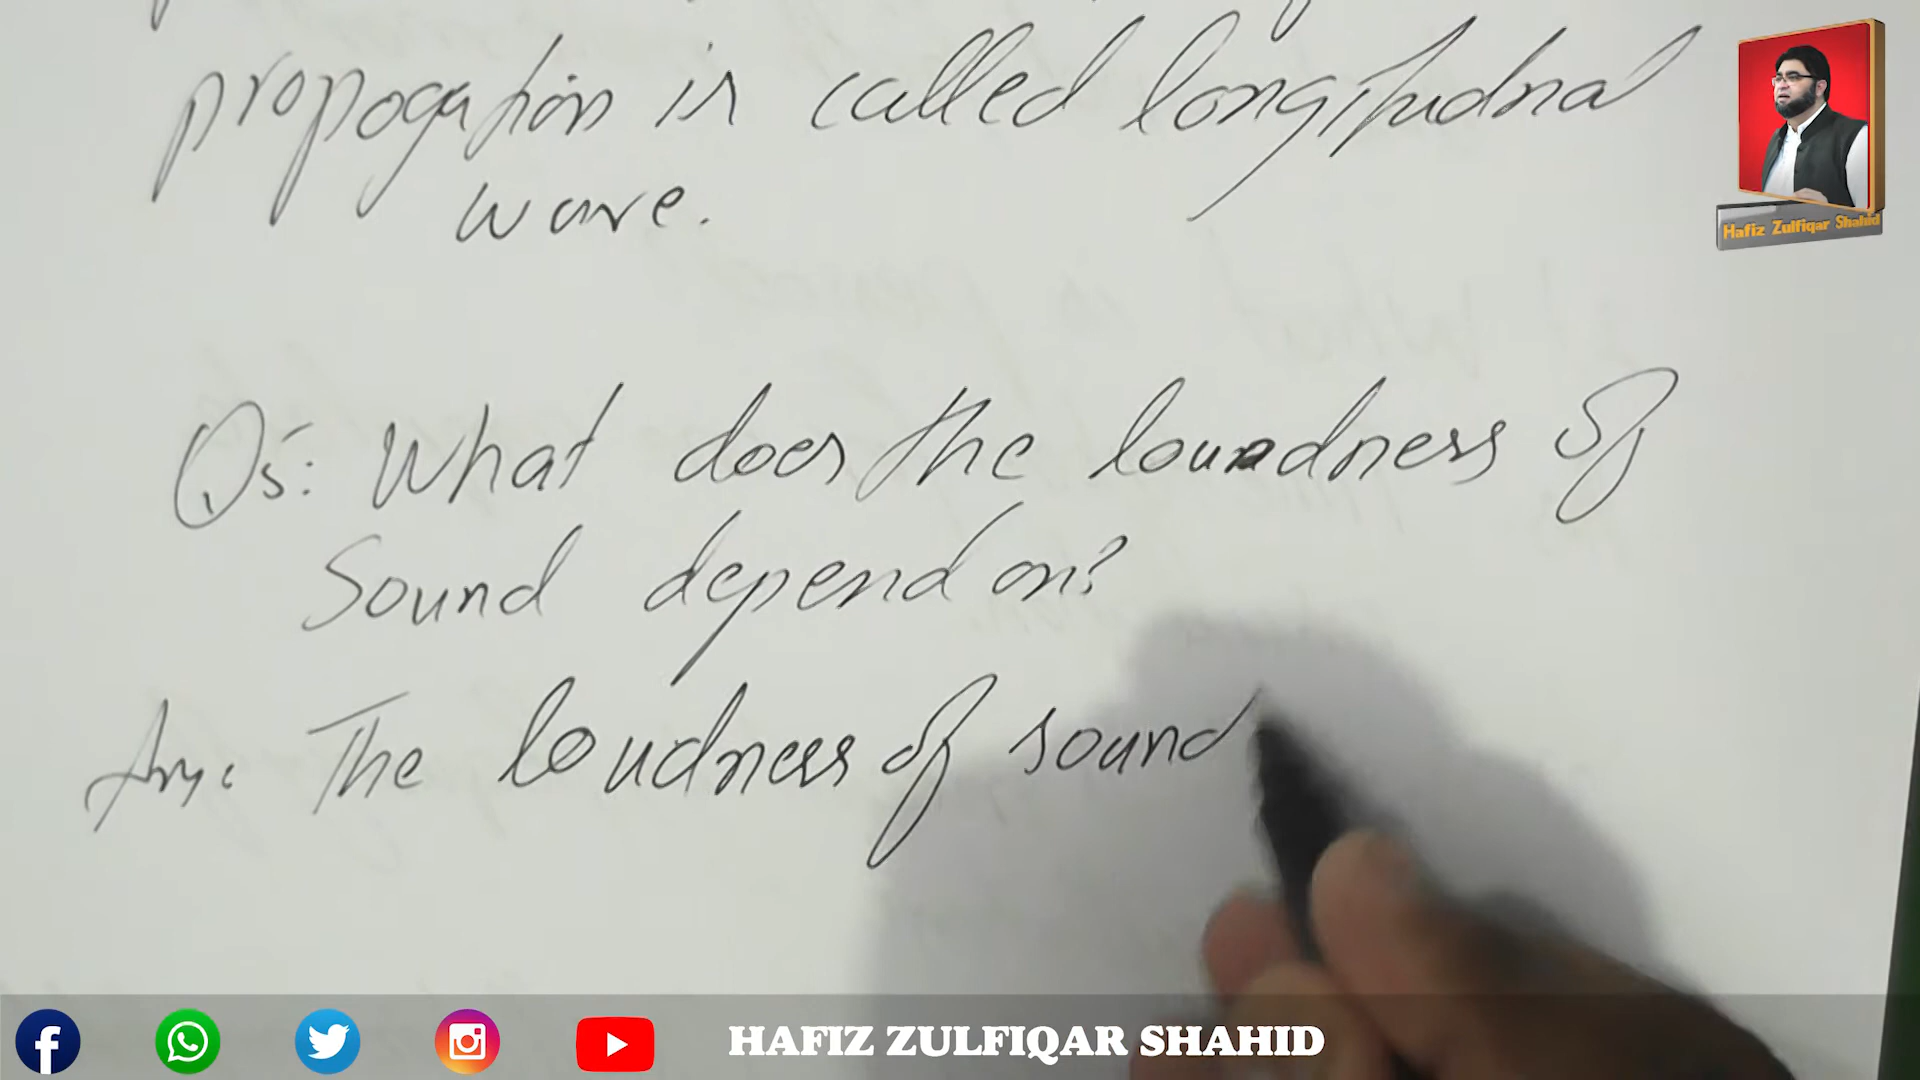 propogation is called longitudnal
wave.
Q5: What does the loudness of
Sound depend on?
Ans: The loudness of sound
Hafiz Zulfiqar Shahid
HAFIZ ZULFIQAR SHAHID